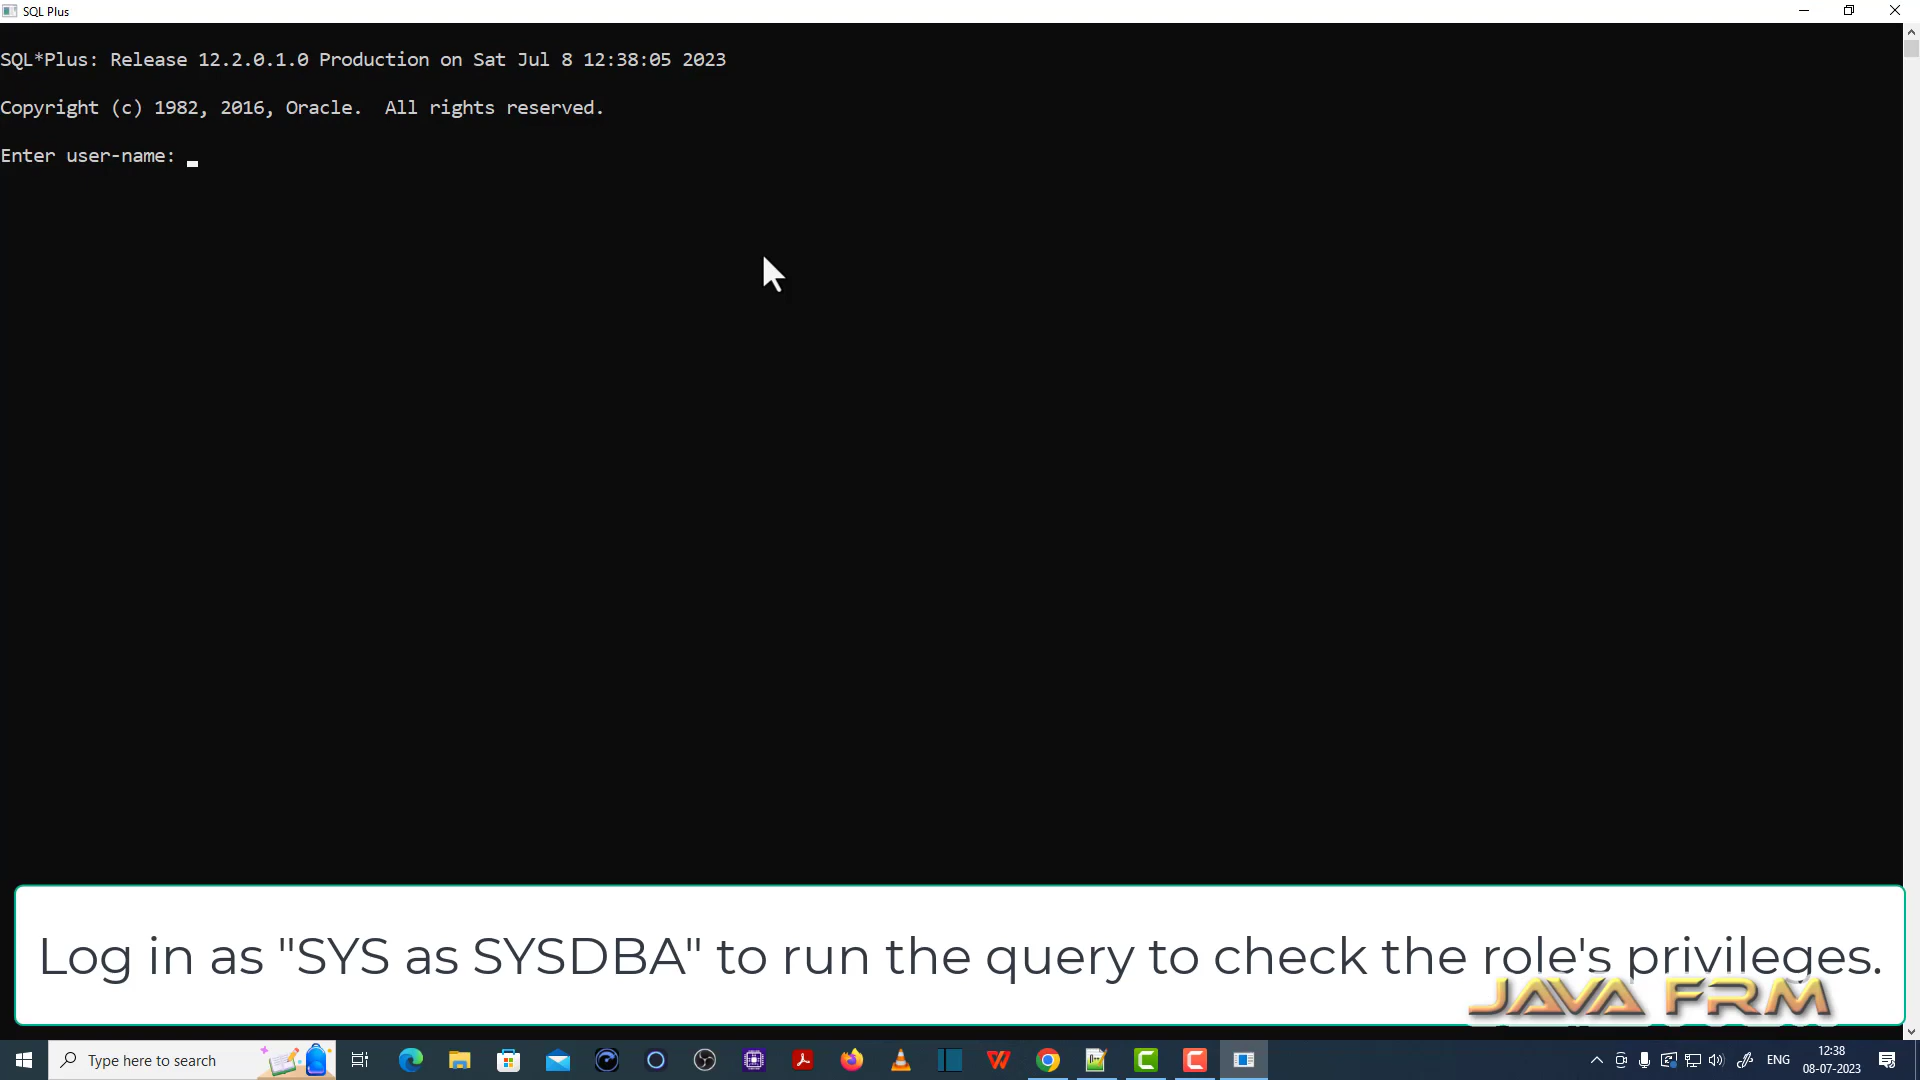 SQL Plus
SQL*Plus: Release 12.2.0.1.0 Production on Sat Jul 8 12:38:05 2023
Copyright (c) 1982, 2016, Oracle.  All rights reserved.
Enter user-name:
Log in as "SYS as SYSDBA" to run the query to check the role's privileges.
JAVA FRM
Type here to search
ENG
12:38
08-07-2023